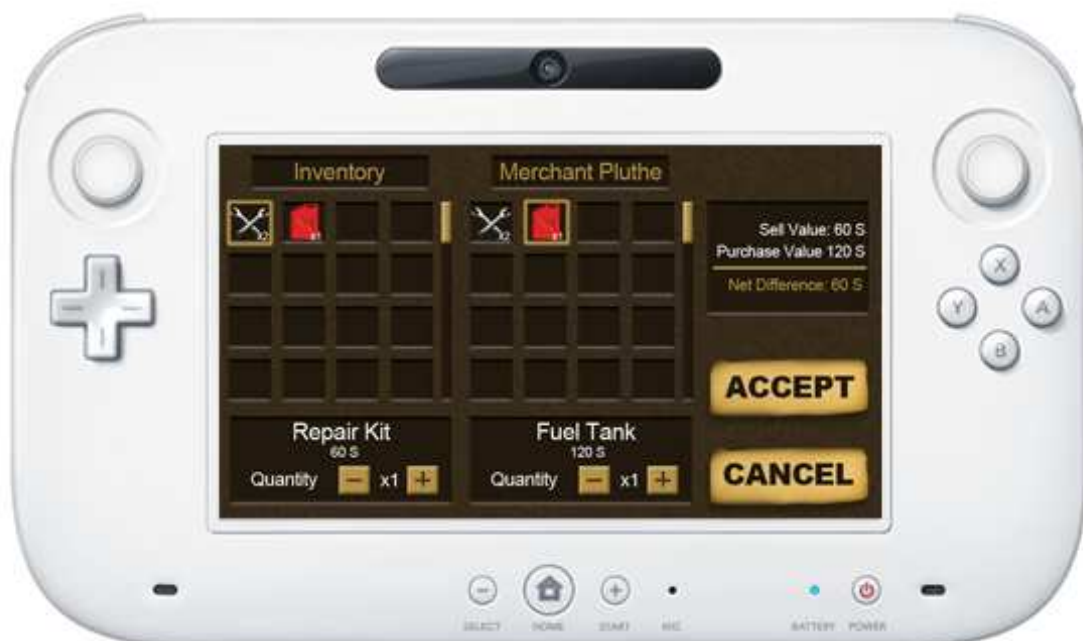 Inventory
Merchant Pluthe
X2
X1
X2
X1
Sell Value: 60 S
Purchase Value 120 S
Net Difference: 60 S
ACCEPT
CANCEL
Repair Kit
60 S
Quantity − x1 +
Fuel Tank
120 S
Quantity − x1 +
X
Y
A
B
SELECT
HOME
START
MIC
BATTERY
POWER